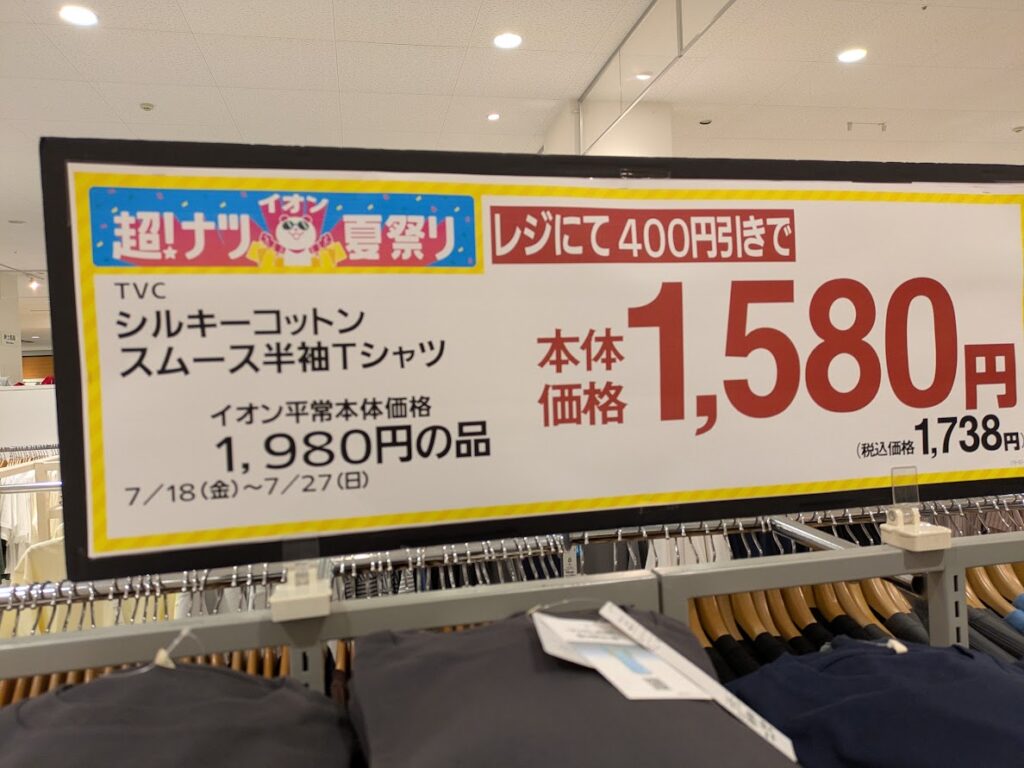 超!ナツ イオン 夏祭り
レジにて400円引きで
TVC
シルキーコットン
スムース半袖Tシャツ
イオン平常本体価格
1,980円の品
7/18(金)～7/27(日)
本体
価格
1,580円
(税込価格1,738円)